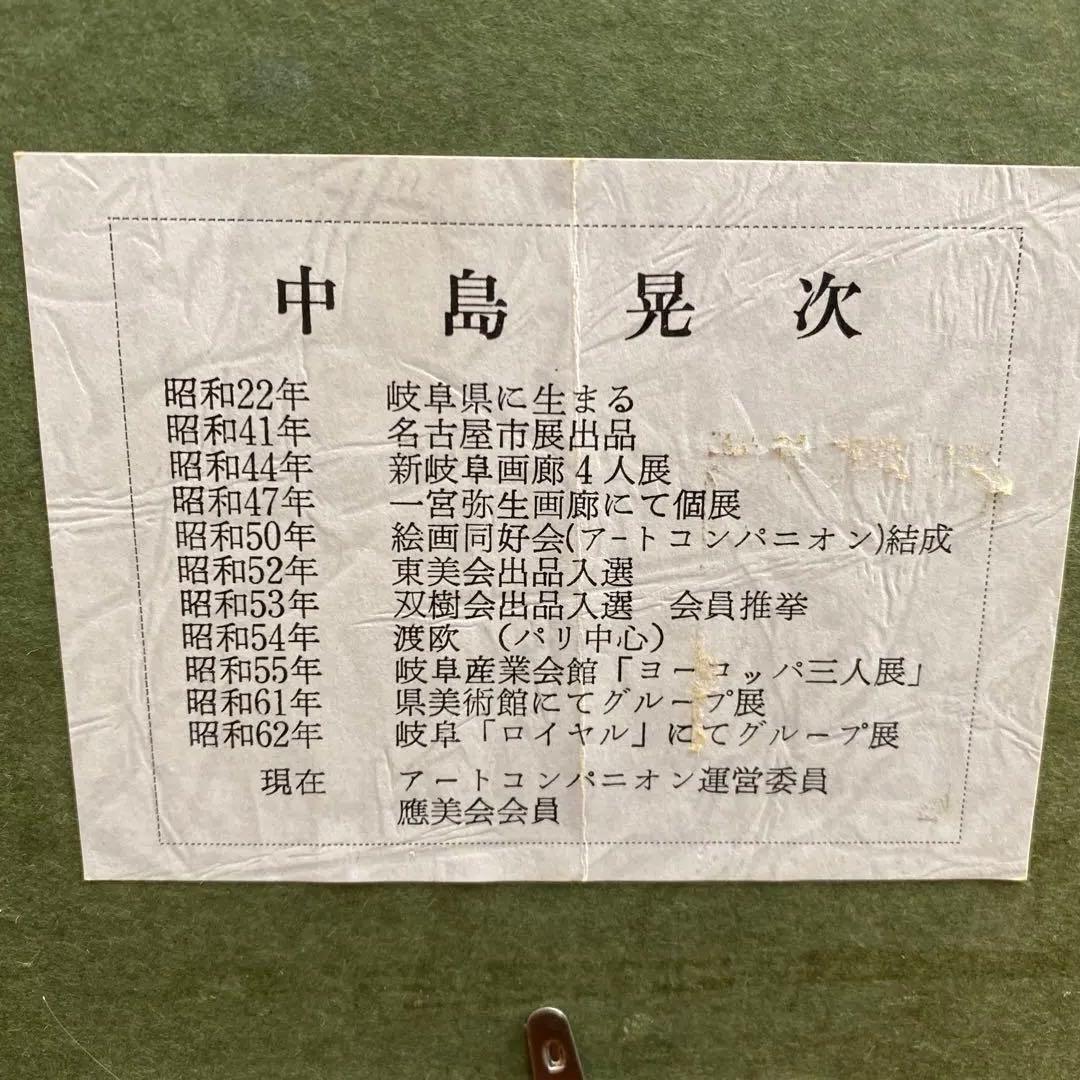 中島晃次
昭和22年 岐阜県に生まる
昭和41年 名古屋市展出品
昭和44年 新岐阜画廊4人展
昭和47年 一宮弥生画廊にて個展
昭和50年 絵画同好会(アートコンパニオン)結成
昭和52年 東美会出品入選
昭和53年 双樹会出品入選 会員推挙
昭和54年 渡欧 (パリ中心)
昭和55年 岐阜産業会館「ヨーロッパ三人展」
昭和61年 県美術館にてグループ展
昭和62年 岐阜「ロイヤル」にてグループ展
現在 アートコンパニオン運営委員
應美会会員